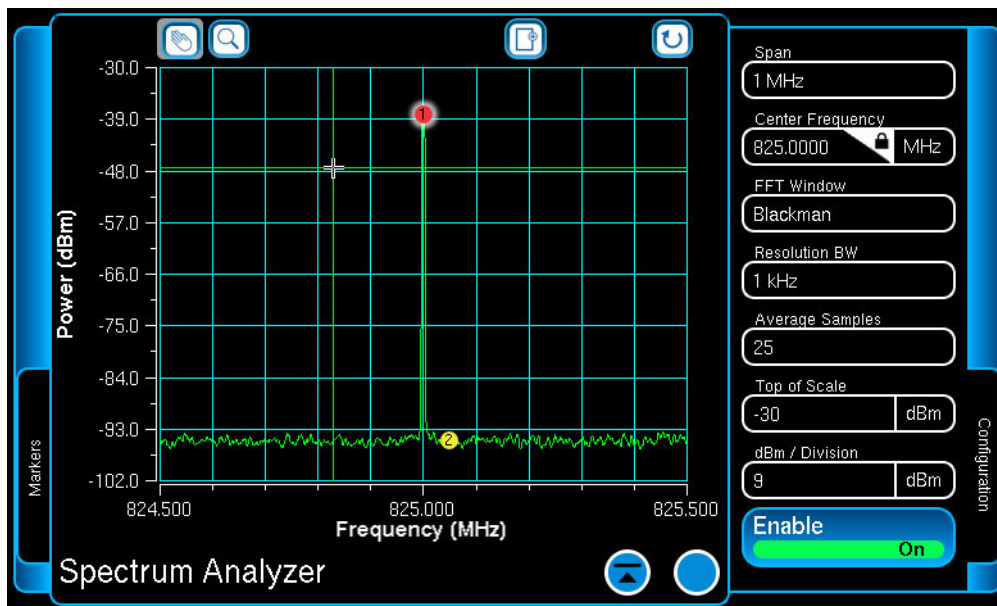 -30.0
-39.0
-48.0
-57.0
-66.0
-75.0
-84.0
-93.0
-102.0
Power (dBm)
1
2
824.500
825.000
825.500
Frequency (MHz)
Spectrum Analyzer
Markers
Span
1 MHz
Center Frequency
825.0000 MHz
FFT Window
Blackman
Resolution BW
1 kHz
Average Samples
25
Top of Scale
-30 dBm
dBm / Division
9 dBm
Enable
On
Configuration